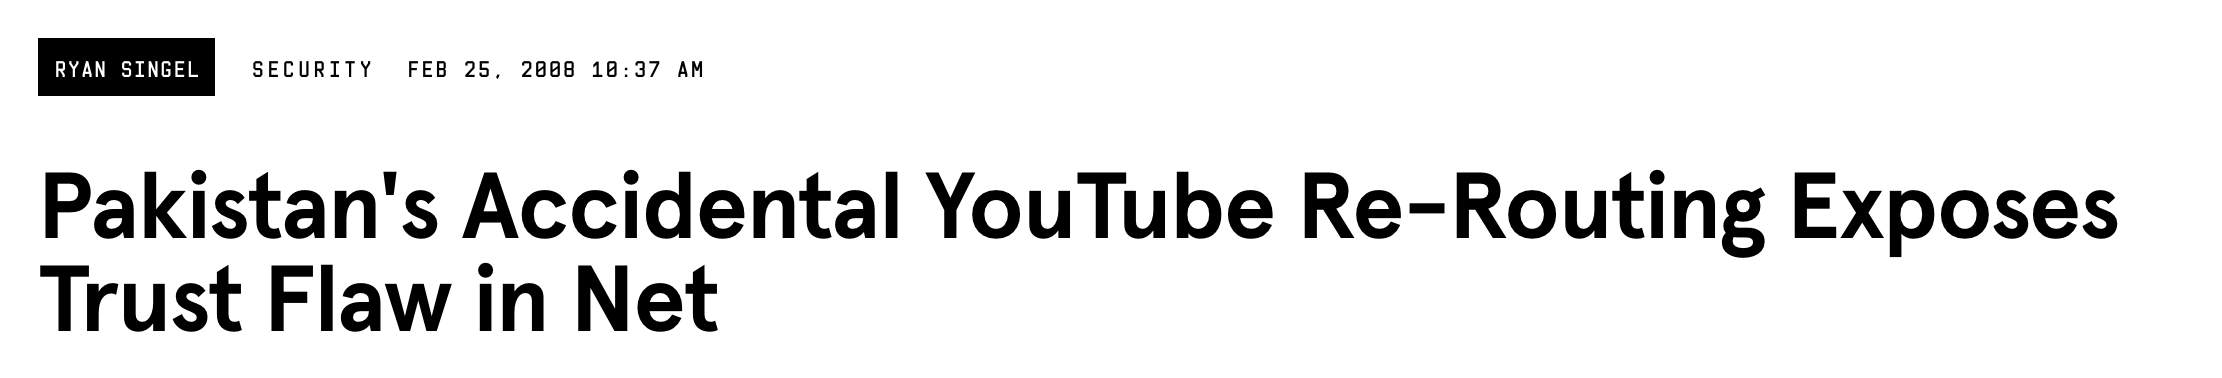 RYAN SINGEL SECURITY FEB 25, 2008 10:37 AM
Pakistan's Accidental YouTube Re-Routing Exposes
Trust Flaw in Net